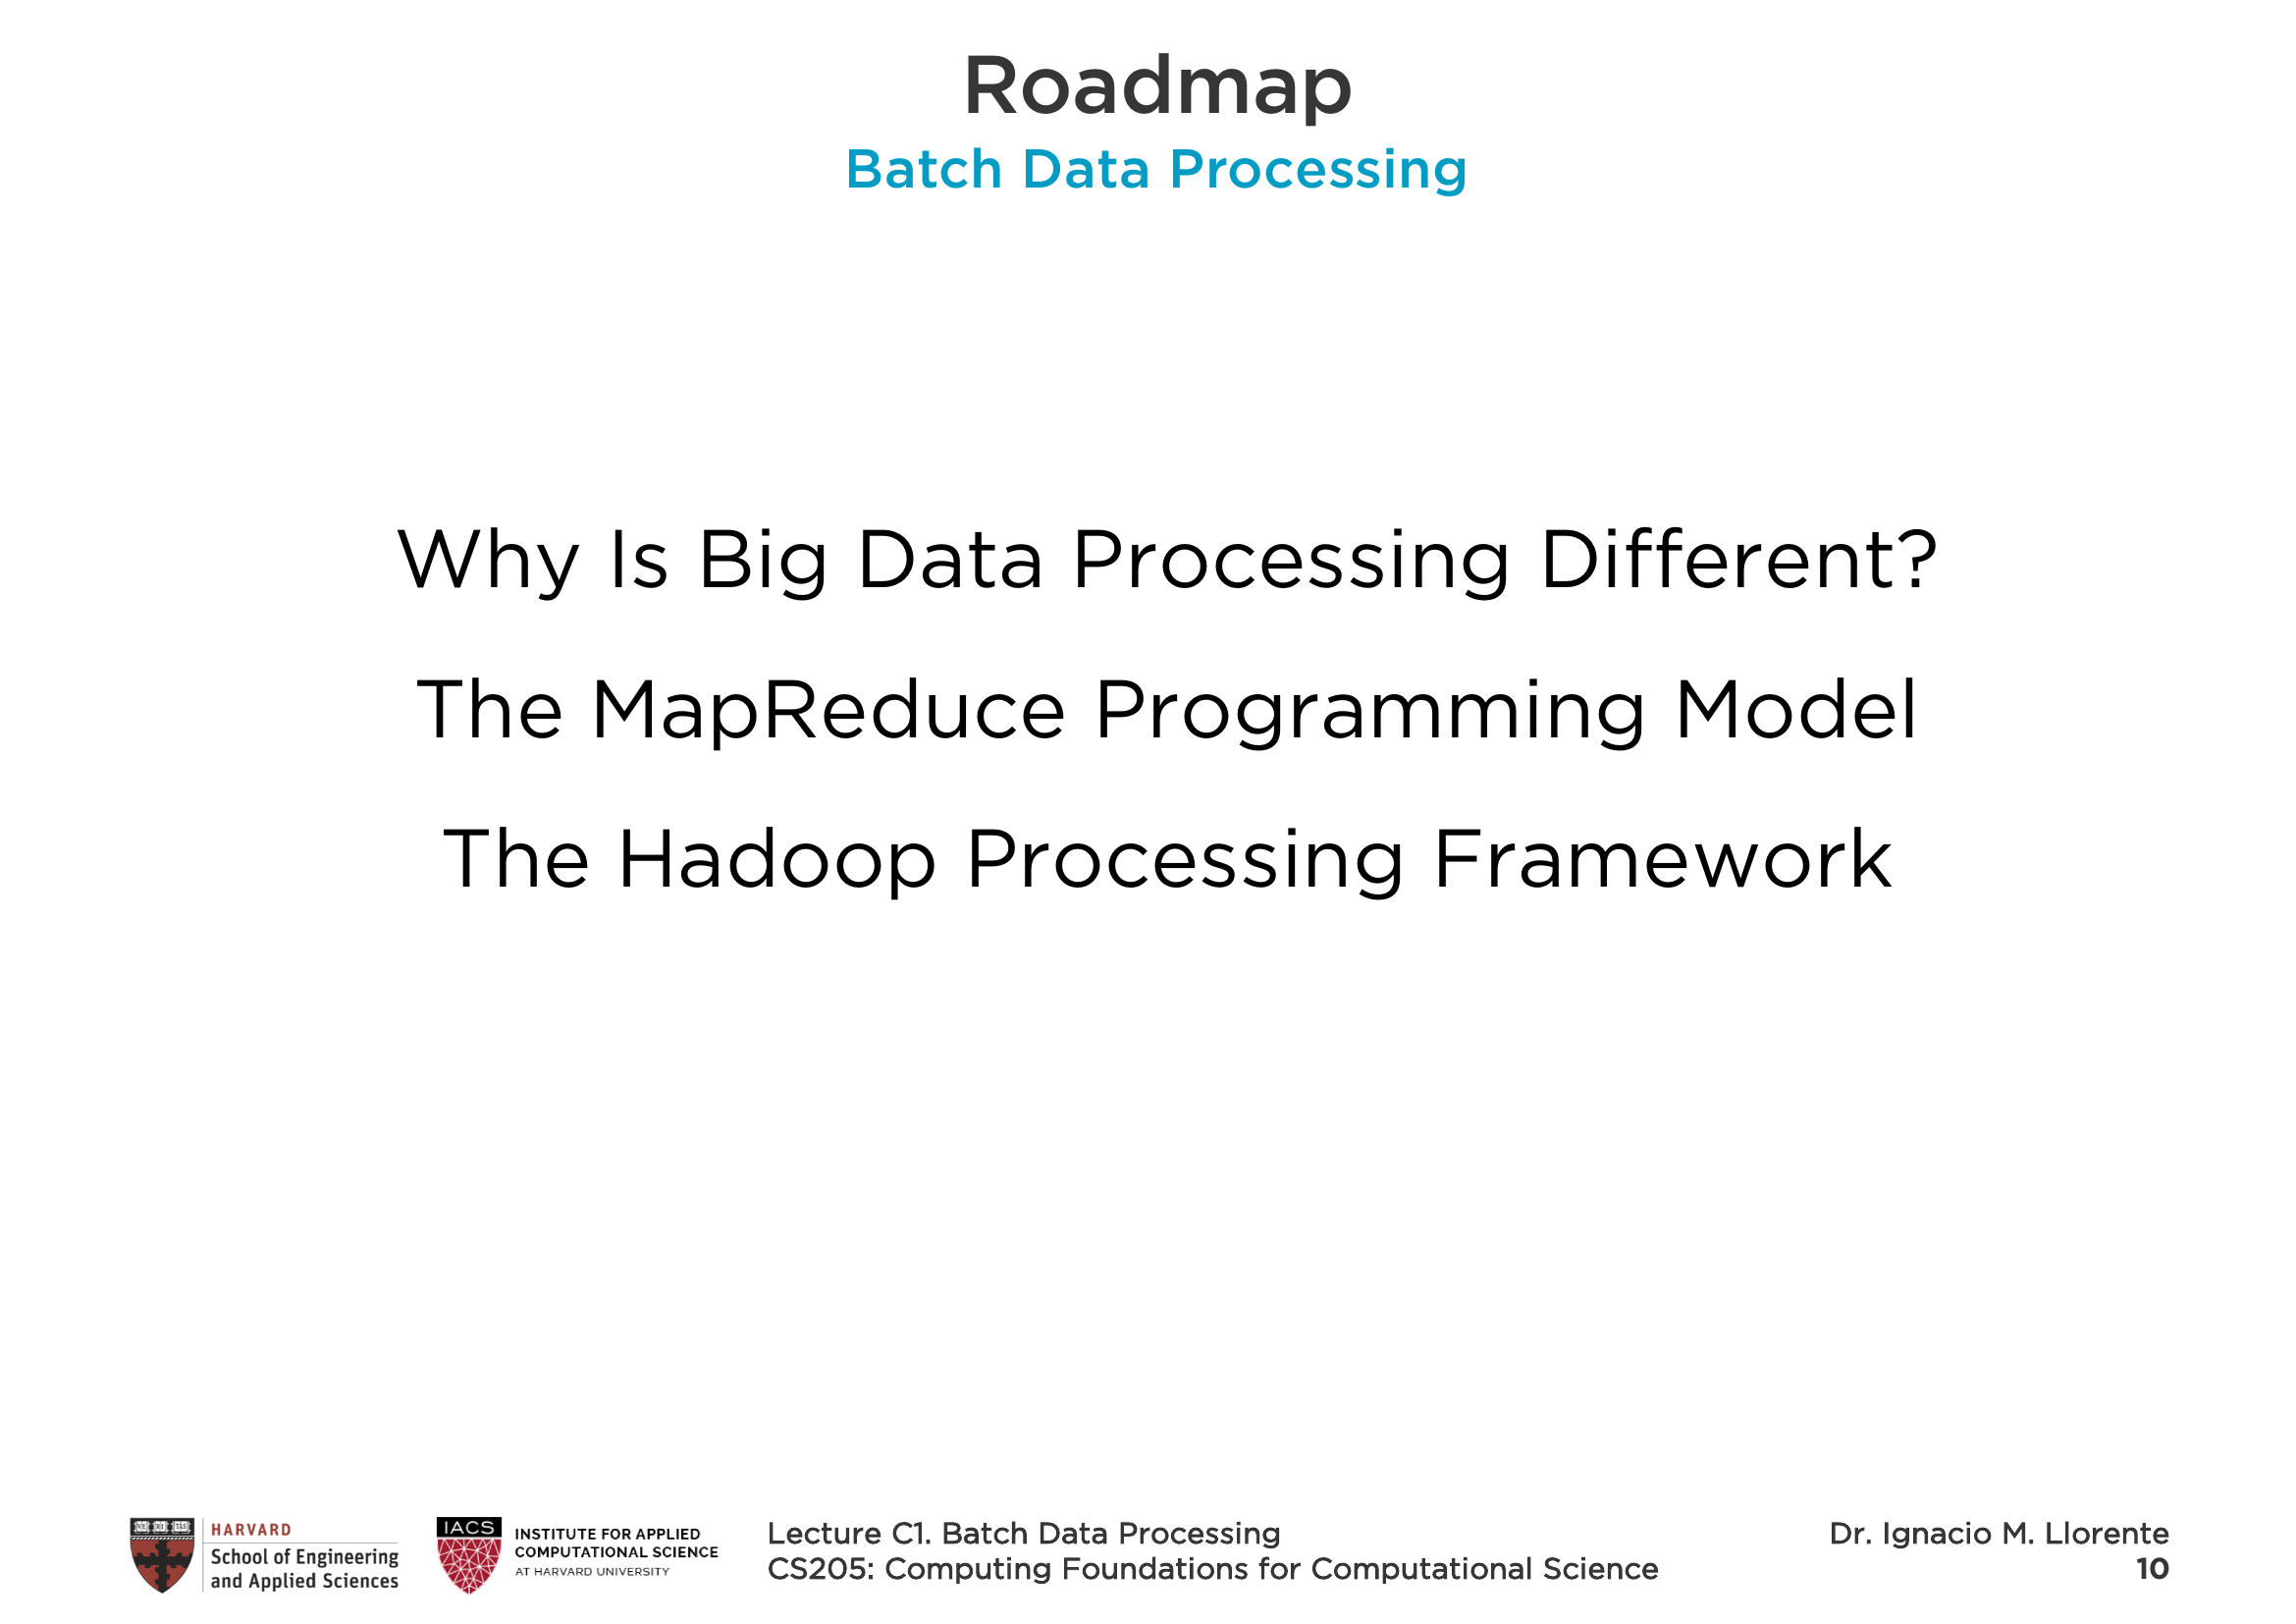 Roadmap
Batch Data Processing
Why Is Big Data Processing Different?
The MapReduce Programming Model
The Hadoop Processing Framework
VE RI TAS
HARVARD
School of Engineering
and Applied Sciences
IACS
INSTITUTE FOR APPLIED
COMPUTATIONAL SCIENCE
AT HARVARD UNIVERSITY
Lecture C1. Batch Data Processing
CS205: Computing Foundations for Computational Science
Dr. Ignacio M. Llorente
10